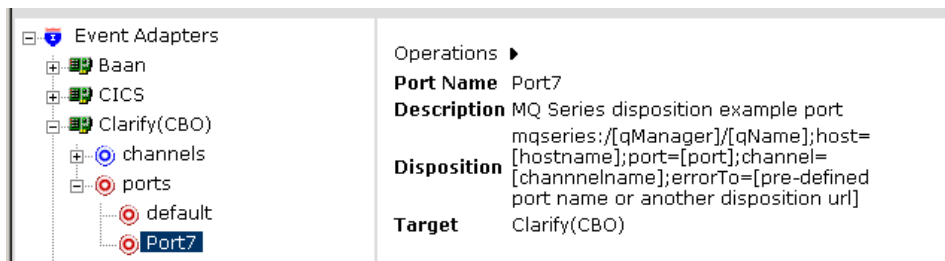 Event Adapters
Baan
CICS
Clarify(CBO)
channels
ports
default
Port7
Operations
Port Name Port7
Description MQ Series disposition example port
Disposition mqseries:/[qManager]/[qName];host=
[hostname];port=[port];channel=
[channnelname];errorTo=[pre-defined
port name or another disposition url]
Target Clarify(CBO)